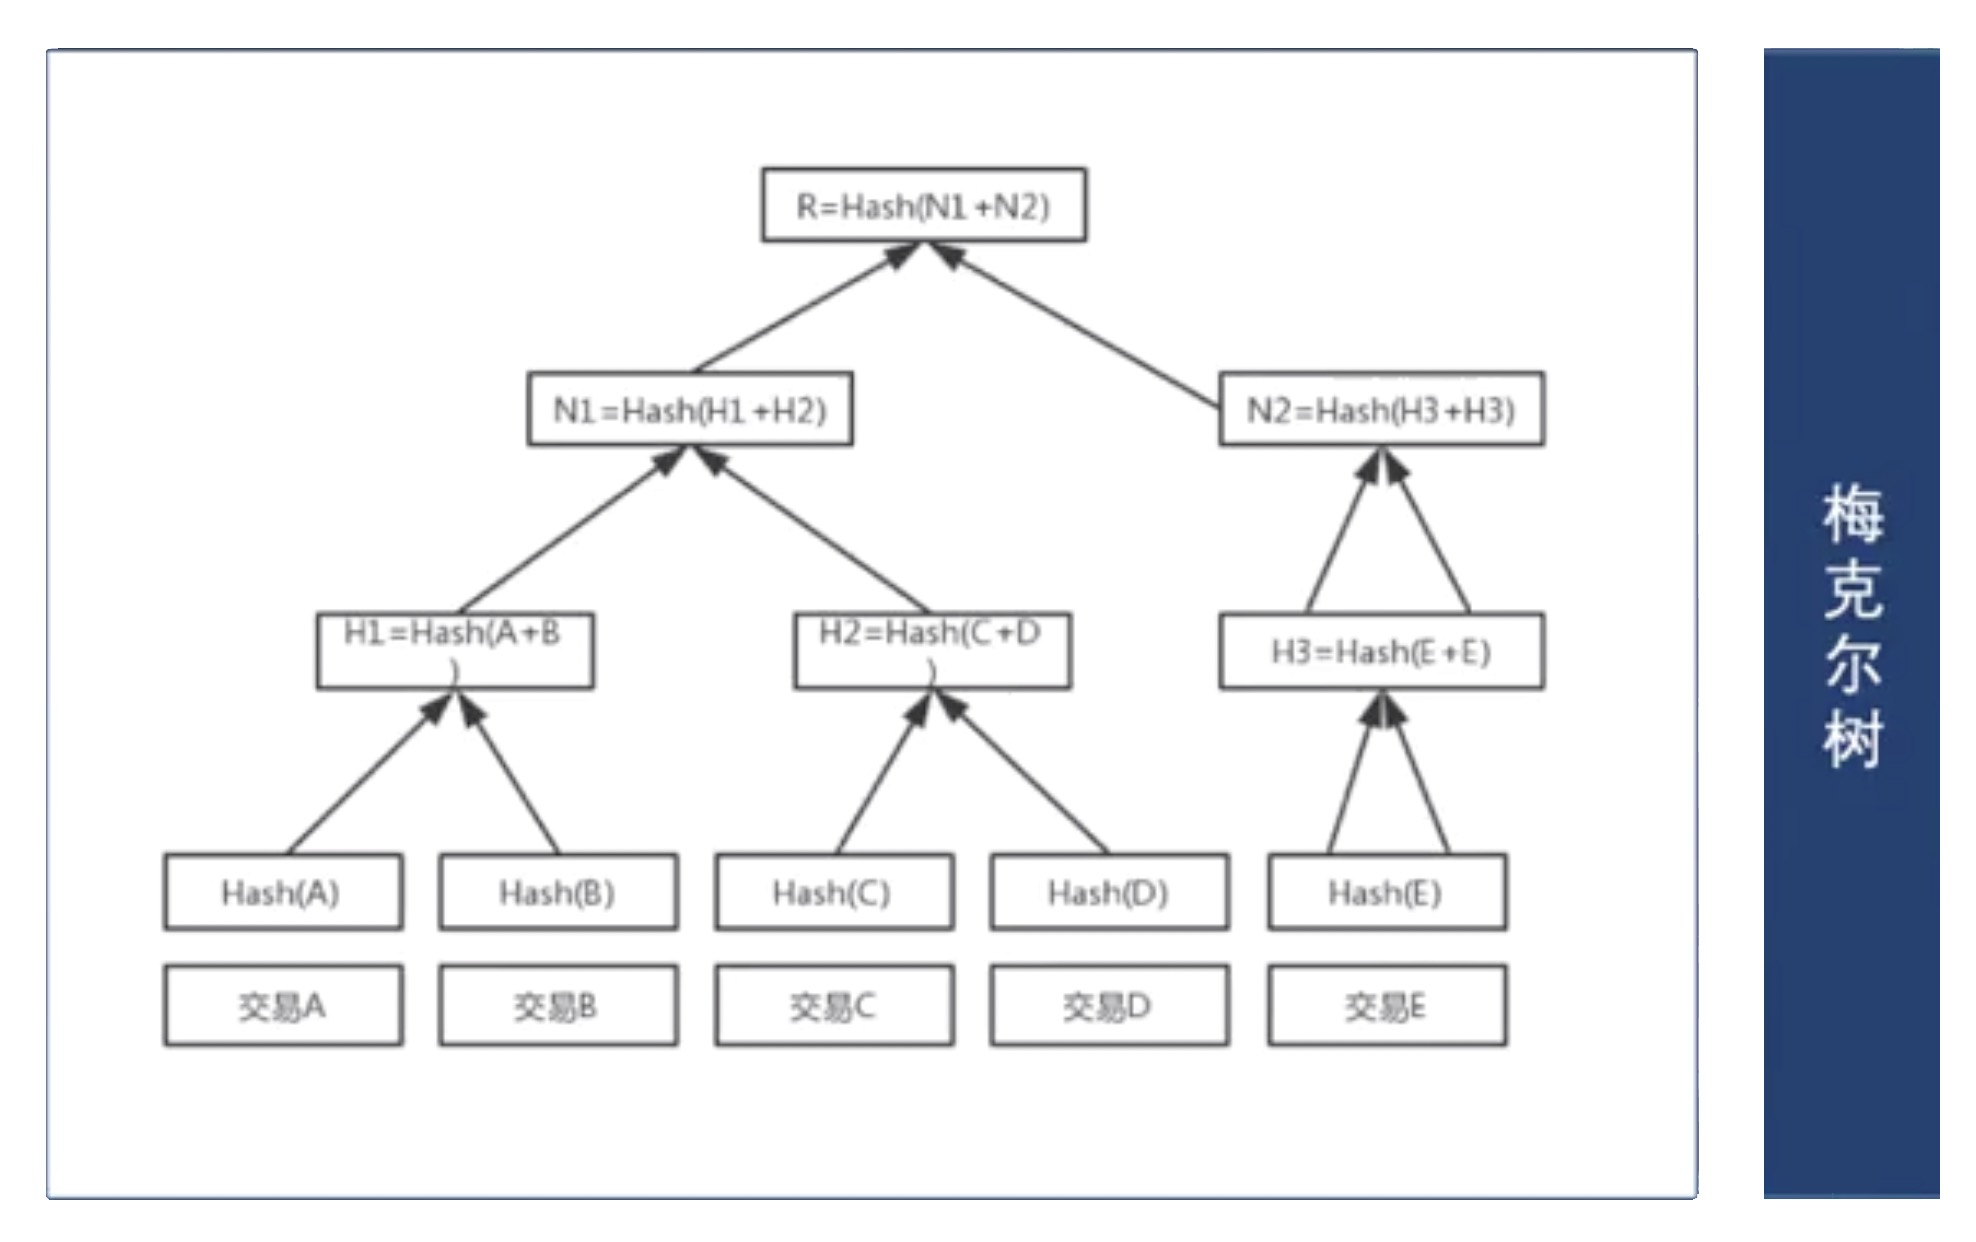 R=Hash(N1+N2)
N1=Hash(H1+H2)
N2=Hash(H3+H3)
H1=Hash(A+B
)
H2=Hash(C+D
)
H3=Hash(E+E)
Hash(A)
Hash(B)
Hash(C)
Hash(D)
Hash(E)
交易A
交易B
交易C
交易D
交易E
梅克尔树